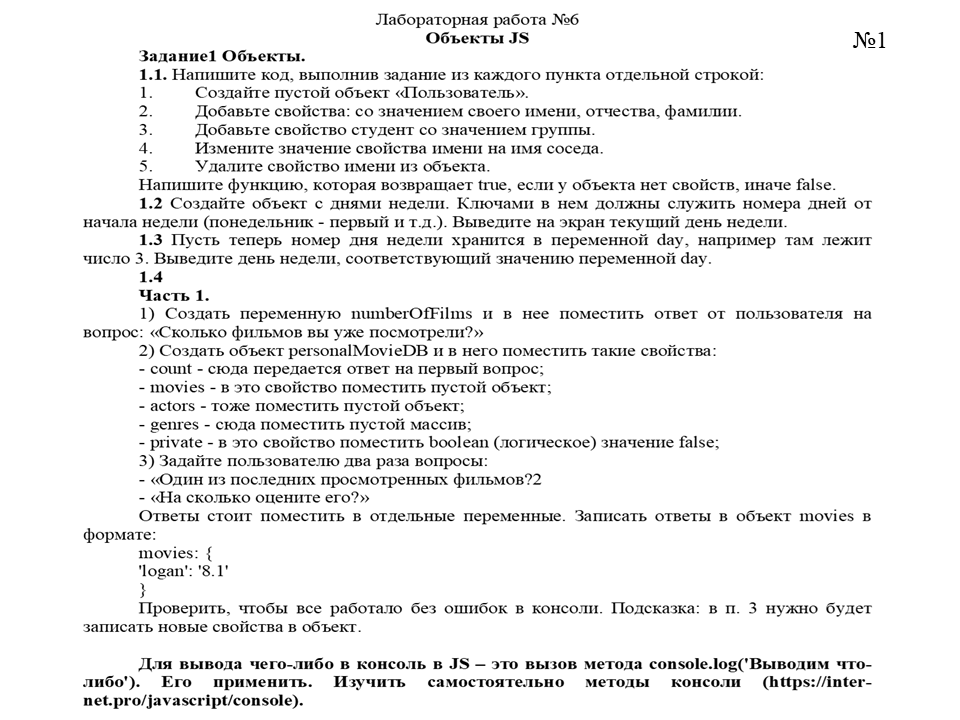 Лабораторная работа №6
Объекты JS
№1
Задание1 Объекты.
1.1. Напишите код, выполнив задание из каждого пункта отдельной строкой:
1. Создайте пустой объект «Пользователь».
2. Добавьте свойства: со значением своего имени, отчества, фамилии.
3. Добавьте свойство студент со значением группы.
4. Измените значение свойства имени на имя соседа.
5. Удалите свойство имени из объекта.
Напишите функцию, которая возвращает true, если у объекта нет свойств, иначе false.
1.2 Создайте объект с днями недели. Ключами в нем должны служить номера дней от
начала недели (понедельник - первый и т.д.). Выведите на экран текущий день недели.
1.3 Пусть теперь номер дня недели хранится в переменной day, например там лежит
число 3. Выведите день недели, соответствующий значению переменной day.
1.4
Часть 1.
1) Создать переменную numberOfFilms и в нее поместить ответ от пользователя на
вопрос: «Сколько фильмов вы уже посмотрели?»
2) Создать объект personalMovieDB и в него поместить такие свойства:
- count - сюда передается ответ на первый вопрос;
- movies - в это свойство поместить пустой объект;
- actors - тоже поместить пустой объект;
- genres - сюда поместить пустой массив;
- private - в это свойство поместить boolean (логическое) значение false;
3) Задайте пользователю два раза вопросы:
- «Один из последних просмотренных фильмов?2
- «На сколько оцените его?»
Ответы стоит поместить в отдельные переменные. Записать ответы в объект movies в
формате:
movies: {
'logan': '8.1'
}
Проверить, чтобы все работало без ошибок в консоли. Подсказка: в п. 3 нужно будет
записать новые свойства в объект.
Для вывода чего-либо в консоль в JS – это вызов метода console.log('Выводим что-
либо'). Его применить. Изучить самостоятельно методы консоли (https://inter-
net.pro/javascript/console).